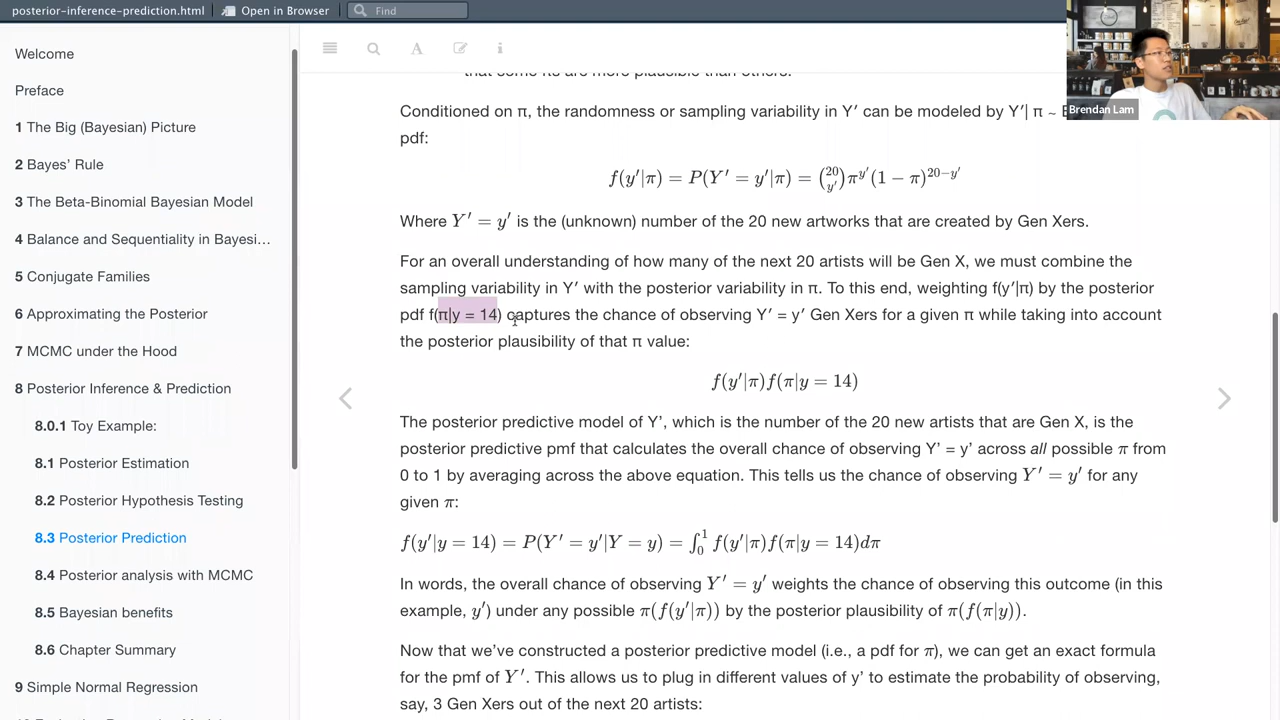 posterior-inference-prediction.html
Open in Browser
Find
Brendan Lam
Welcome
Preface
1 The Big (Bayesian) Picture
2 Bayes' Rule
3 The Beta-Binomial Bayesian Model
4 Balance and Sequentiality in Bayesi…
5 Conjugate Families
6 Approximating the Posterior
7 MCMC under the Hood
8 Posterior Inference & Prediction
8.0.1 Toy Example:
8.1 Posterior Estimation
8.2 Posterior Hypothesis Testing
8.3 Posterior Prediction
8.4 Posterior analysis with MCMC
8.5 Bayesian benefits
8.6 Chapter Summary
9 Simple Normal Regression
that some πs are more plausible than others.
Conditioned on π, the randomness or sampling variability in Y′ can be modeled by Y′| π ~
pdf:
f(y′|π) = P(Y′ = y′|π) = (20 y′)π^y′(1 − π)^20−y′
Where Y′ = y′ is the (unknown) number of the 20 new artworks that are created by Gen Xers.
For an overall understanding of how many of the next 20 artists will be Gen X, we must combine the
sampling variability in Y′ with the posterior variability in π. To this end, weighting f(y′|π) by the posterior
pdf f(π|y = 14) captures the chance of observing Y′ = y′ Gen Xers for a given π while taking into account
the posterior plausibility of that π value:
f(y′|π)f(π|y = 14)
The posterior predictive model of Y', which is the number of the 20 new artists that are Gen X, is the
posterior predictive pmf that calculates the overall chance of observing Y' = y' across all possible π from
0 to 1 by averaging across the above equation. This tells us the chance of observing Y′ = y′ for any
given π:
f(y′|y = 14) = P(Y′ = y′|Y = y) = ∫₀¹ f(y′|π)f(π|y = 14)dπ
In words, the overall chance of observing Y′ = y′ weights the chance of observing this outcome (in this
example, y′) under any possible π(f(y′|π)) by the posterior plausibility of π(f(π|y)).
Now that we've constructed a posterior predictive model (i.e., a pdf for π), we can get an exact formula
for the pmf of Y′. This allows us to plug in different values of y' to estimate the probability of observing,
say, 3 Gen Xers out of the next 20 artists: